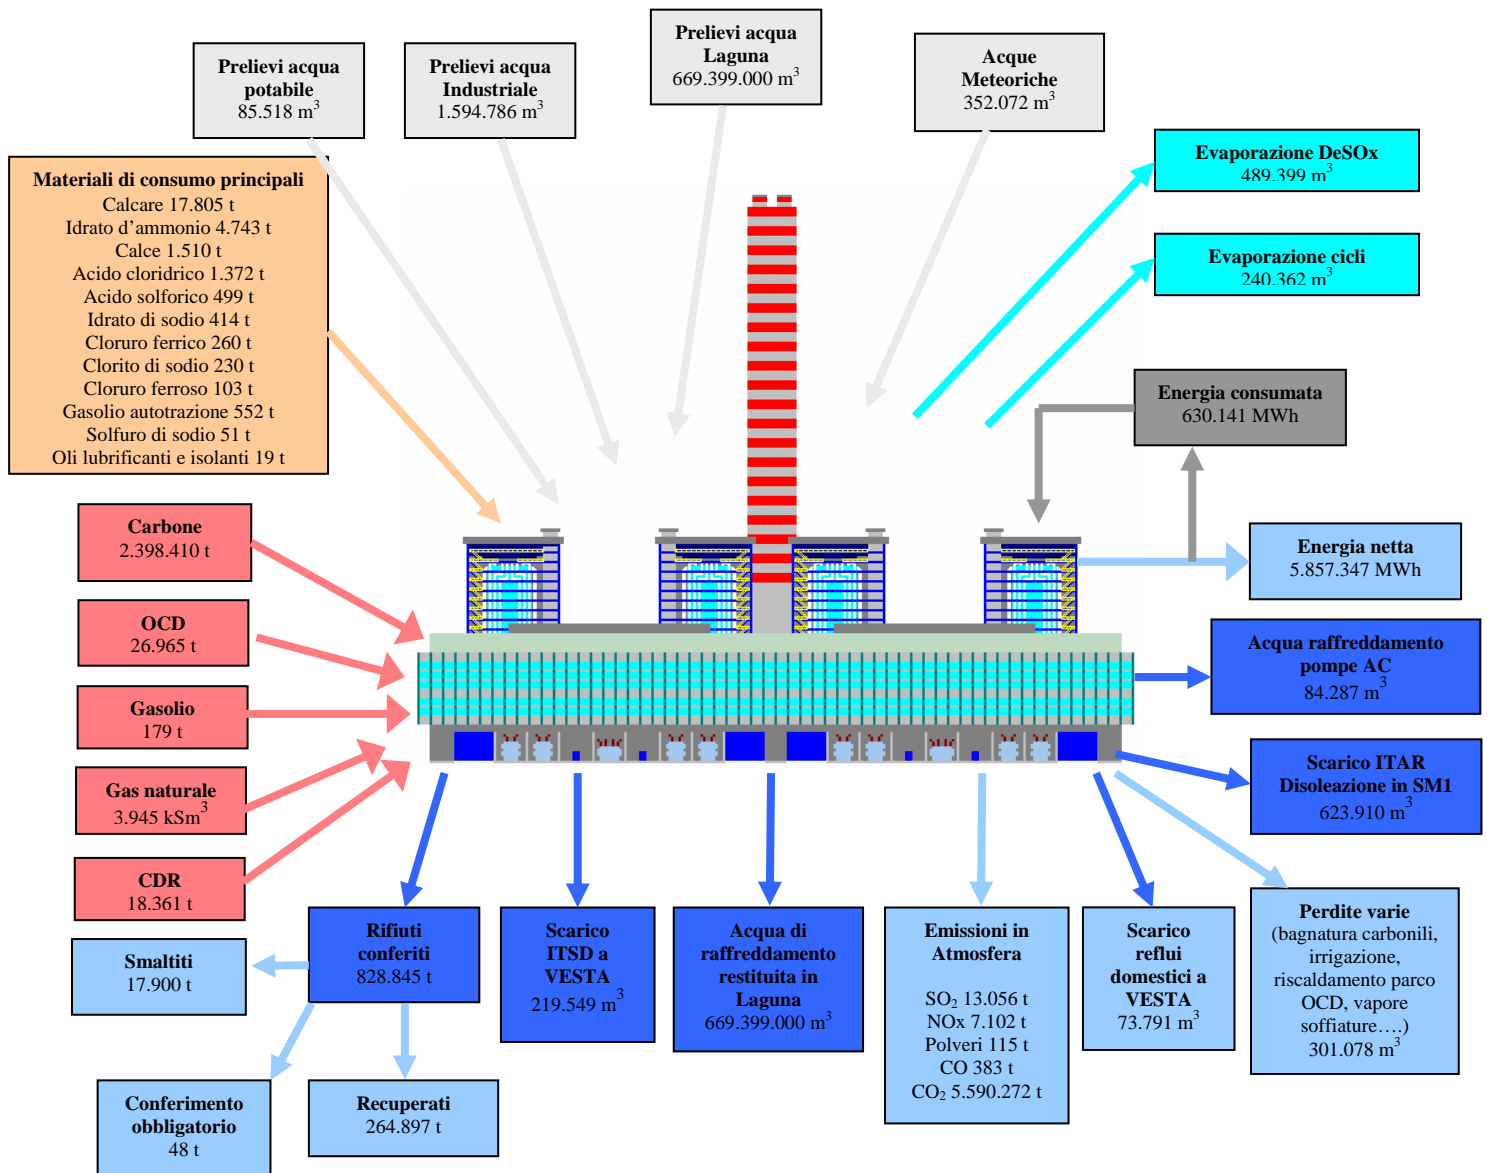 Prelievi acqua
potabile
85.518 m³
Prelievi acqua
Industriale
1.594.786 m³
Prelievi acqua
Laguna
669.399.000 m³
Acque
Meteoriche
352.072 m³
Evaporazione DeSOx
489.399 m³
Evaporazione cicli
240.362 m³
Materiali di consumo principali
Calcare 17.805 t
Idrato d’ammonio 4.743 t
Calce 1.510 t
Acido cloridrico 1.372 t
Acido solforico 499 t
Idrato di sodio 414 t
Cloruro ferrico 260 t
Clorito di sodio 230 t
Cloruro ferroso 103 t
Gasolio autotrazione 552 t
Solfuro di sodio 51 t
Oli lubrificanti e isolanti 19 t
Energia consumata
630.141 MWh
Carbone
2.398.410 t
Energia netta
5.857.347 MWh
OCD
26.965 t
Acqua raffreddamento
pompe AC
84.287 m³
Gasolio
179 t
Gas naturale
3.945 kSm³
Scarico ITAR
Disoleazione in SM1
623.910 m³
CDR
18.361 t
Rifiuti
conferiti
828.845 t
Scarico
ITSD a
VESTA
219.549 m³
Acqua di
raffreddamento
restituita in
Laguna
669.399.000 m³
Emissioni in
Atmosfera
SO₂ 13.056 t
NOx 7.102 t
Polveri 115 t
CO 383 t
CO₂ 5.590.272 t
Scarico
reflui
domestici a
VESTA
73.791 m³
Perdite varie
(bagnatura carbonili,
irrigazione,
riscaldamento parco
OCD, vapore
soffiature….)
301.078 m³
Smaltiti
17.900 t
Conferimento
obbligatorio
48 t
Recuperati
264.897 t